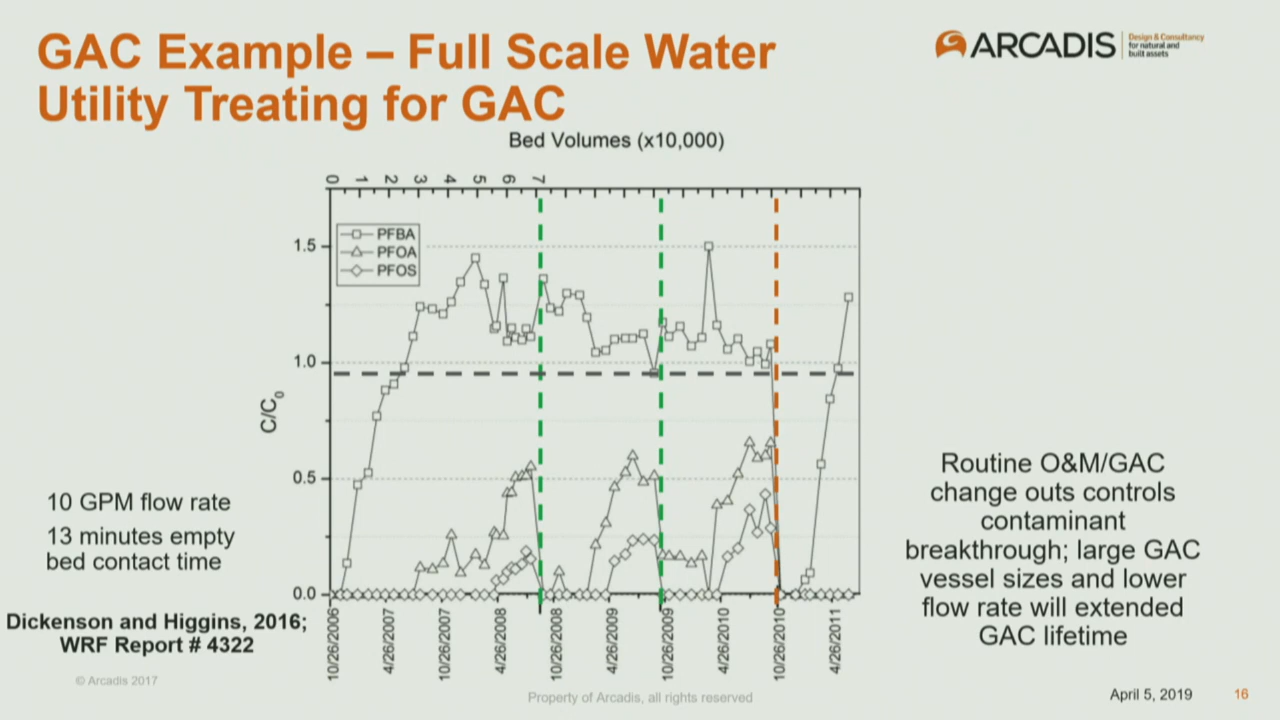 GAC Example – Full Scale Water
Utility Treating for GAC
ARCADIS
Design & Consultancy
for natural and
built assets
Bed Volumes (x10,000)
0 1 2 3 4 5 6 7
PFBA
PFOA
PFOS
1.5
1.0
0.5
0.0
C/C₀
10/26/2006
4/26/2007
10/26/2007
4/26/2008
10/26/2008
4/26/2009
10/26/2009
4/26/2010
10/26/2010
4/26/2011
10 GPM flow rate
13 minutes empty
bed contact time
Dickenson and Higgins, 2016;
WRF Report # 4322
Routine O&M/GAC
change outs controls
contaminant
breakthrough; large GAC
vessel sizes and lower
flow rate will extended
GAC lifetime
© Arcadis 2017
Property of Arcadis, all rights reserved
April 5, 2019
16